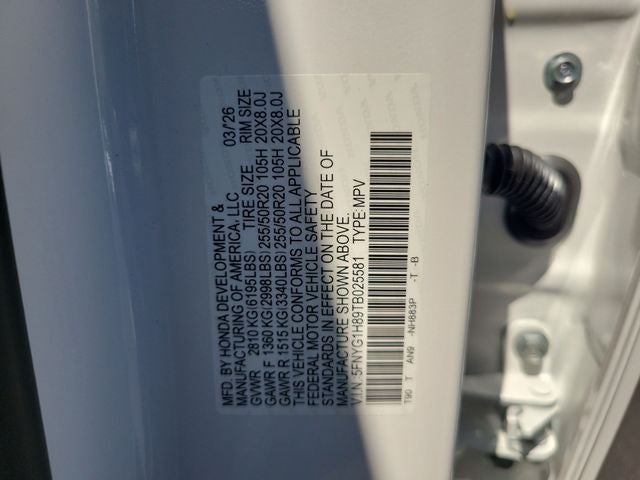 MFD. BY HONDA DEVELOPMENT & 03/26
MANUFACTURING OF AMERICA, LLC
GVWR 2810 KG(6195LBS) TIRE SIZE RIM SIZE
GAWR F 1360 KG(2998LBS) 255/50R20 105H 20X8.0J
GAWR R 1515 KG(3340LBS) 255/50R20 105H 20X8.0J
THIS VEHICLE CONFORMS TO ALL APPLICABLE
FEDERAL MOTOR VEHICLE SAFETY
STANDARDS IN EFFECT ON THE DATE OF
MANUFACTURE SHOWN ABOVE.
V.I.N.:5FNYG1H89TB025581 TYPE:MPV
T90 T AN9 -NH883P -T -B